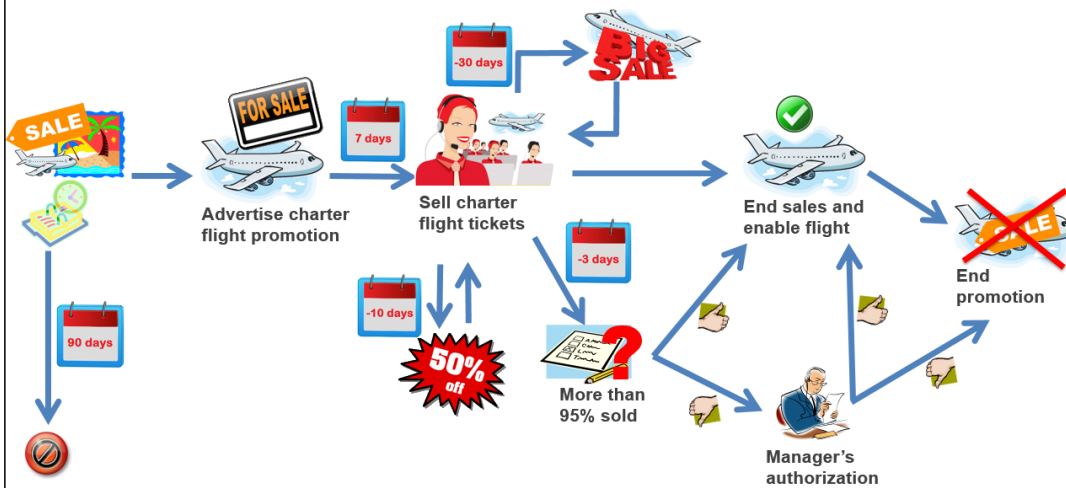 -30 days
BIG
SALE
SALE
FOR SALE
7 days
Advertise charter
flight promotion
Sell charter
flight tickets
End sales and
enable flight
SALE
End
promotion
-3 days
90 days
-10 days
50%
off
More than
95% sold
Manager's
authorization